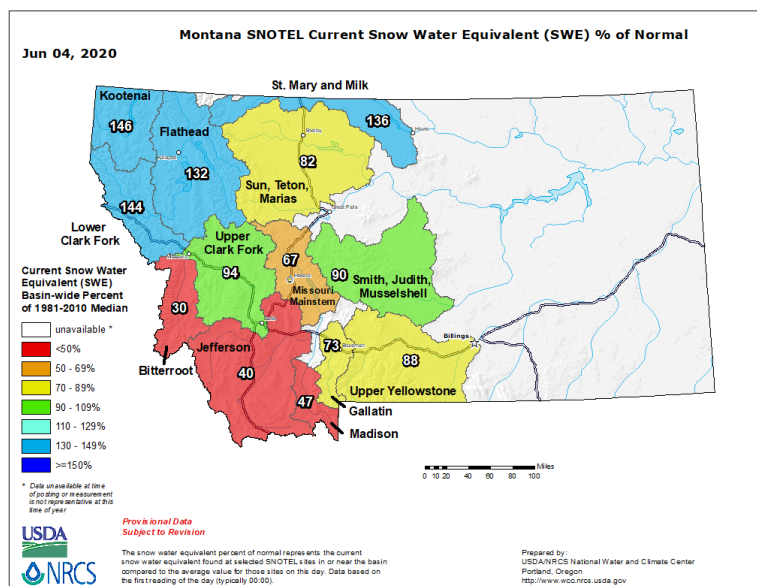 Montana SNOTEL Current Snow Water Equivalent (SWE) % of Normal
Jun 04, 2020
St. Mary and Milk
Kootenai
146
Flathead
136
Shelby
Havre
82
132
Sun, Teton,
Marias
144
Great Falls
Lower
Clark Fork
Upper
Clark Fork
94
67
90
Smith, Judith,
Musselshell
Helena
Missouri
Mainstem
Current Snow Water
Equivalent (SWE)
Basin-wide Percent
of 1981-2010 Median
unavailable *
<50%
50 - 69%
70 - 89%
90 - 109%
110 - 129%
130 - 149%
>=150%
* Data unavailable at time
of posting or measurement
is not representative at this
time of year
30
Bitterroot
Jefferson
40
73
Bozeman
Billings
88
Upper Yellowstone
47
Gallatin
Madison
0 10 20 40 60 80 100
Miles
Provisional Data
Subject to Revision
USDA
NRCS
The snow water equivalent percent of normal represents the current
snow water equivalent found at selected SNOTEL sites in or near the basin
compared to the average value for those sites on this day. Data based on
the first reading of the day (typically 00:00).
Prepared by:
USDA/NRCS National Water and Climate Center
Portland, Oregon
http://www.wcc.nrcs.usda.gov